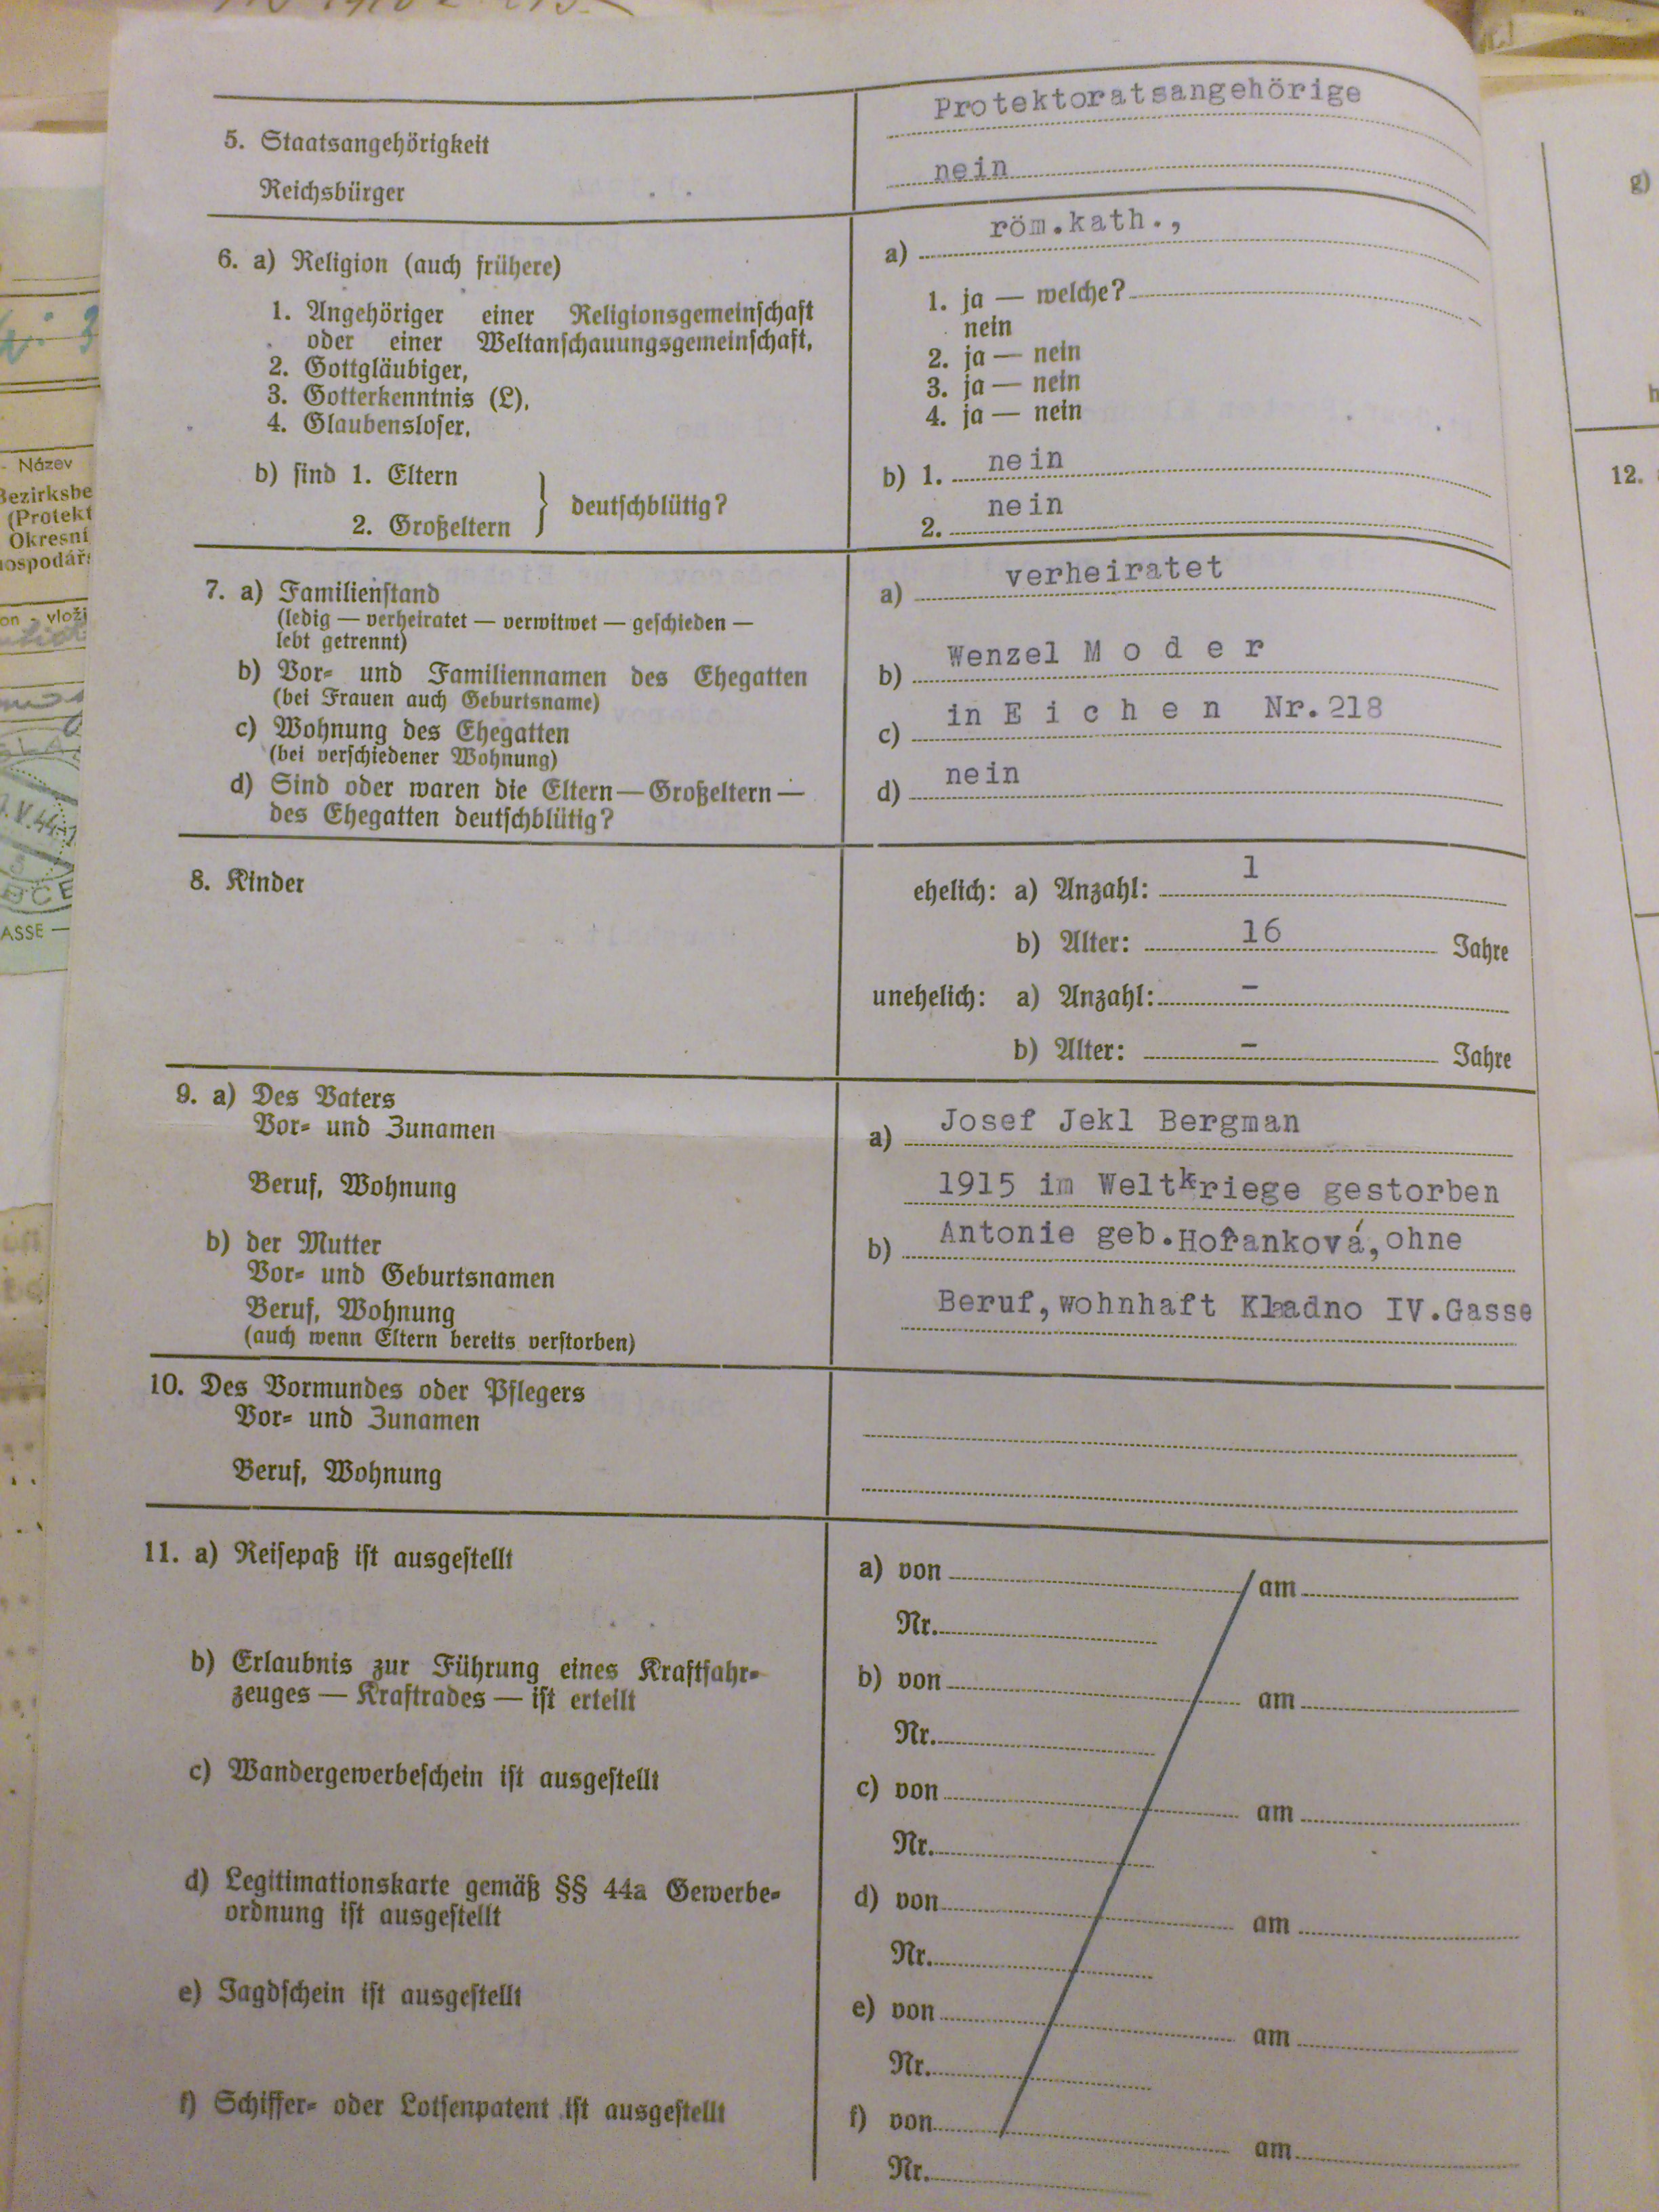 5. Staatsangehörigkeit
Protektoratsangehörige
Reichsbürger
nein
6. a) Religion (auch frühere)
a) röm.kath.,
1. Angehöriger einer Religionsgemeinschaft
oder einer Weltanschauungsgemeinschaft,
2. Gottgläubiger,
3. Gotterkenntnis (L),
4. Glaubensloser,
1. ja — welche?
nein
2. ja — nein
3. ja — nein
4. ja — nein
b) sind 1. Eltern
2. Großeltern
deutschblütig?
b) 1. nein
2. nein
7. a) Familienstand
(ledig — verheiratet — verwitwet — geschieden —
lebt getrennt)
a) verheiratet
b) Vor- und Familiennamen des Ehegatten
(bei Frauen auch Geburtsname)
b) Wenzel M o d e r
c) Wohnung des Ehegatten
(bei verschiedener Wohnung)
c) in E i c h e n Nr.218
d) Sind oder waren die Eltern — Großeltern —
des Ehegatten deutschblütig?
d) nein
8. Kinder
ehelich: a) Anzahl: 1
b) Alter: 16 Jahre
unehelich: a) Anzahl: -
b) Alter: - Jahre
9. a) Des Vaters
Vor- und Zunamen
a) Josef Jekl Bergman
Beruf, Wohnung
1915 im Weltkriege gestorben
b) der Mutter
Vor- und Geburtsnamen
b) Antonie geb.Hořanková,ohne
Beruf, Wohnung
(auch wenn Eltern bereits verstorben)
Beruf,wohnhaft Kladno IV.Gasse
10. Des Vormundes oder Pflegers
Vor- und Zunamen
Beruf, Wohnung
11. a) Reisepaß ist ausgestellt
a) von am
Nr.
b) Erlaubnis zur Führung eines Kraftfahr-
zeuges — Kraftrades — ist erteilt
b) von am
Nr.
c) Wandergewerbeschein ist ausgestellt
c) von am
Nr.
d) Legitimationskarte gemäß §§ 44a Gewerbe-
ordnung ist ausgestellt
d) von am
Nr.
e) Jagdschein ist ausgestellt
e) von am
Nr.
f) Schiffer- oder Lotsenpatent ist ausgestellt
f) von am
Nr.
- Název
Bezirksbe
(Protekt
Okresní
ospodář
on - vloži
ASSE —
g)
h
12.